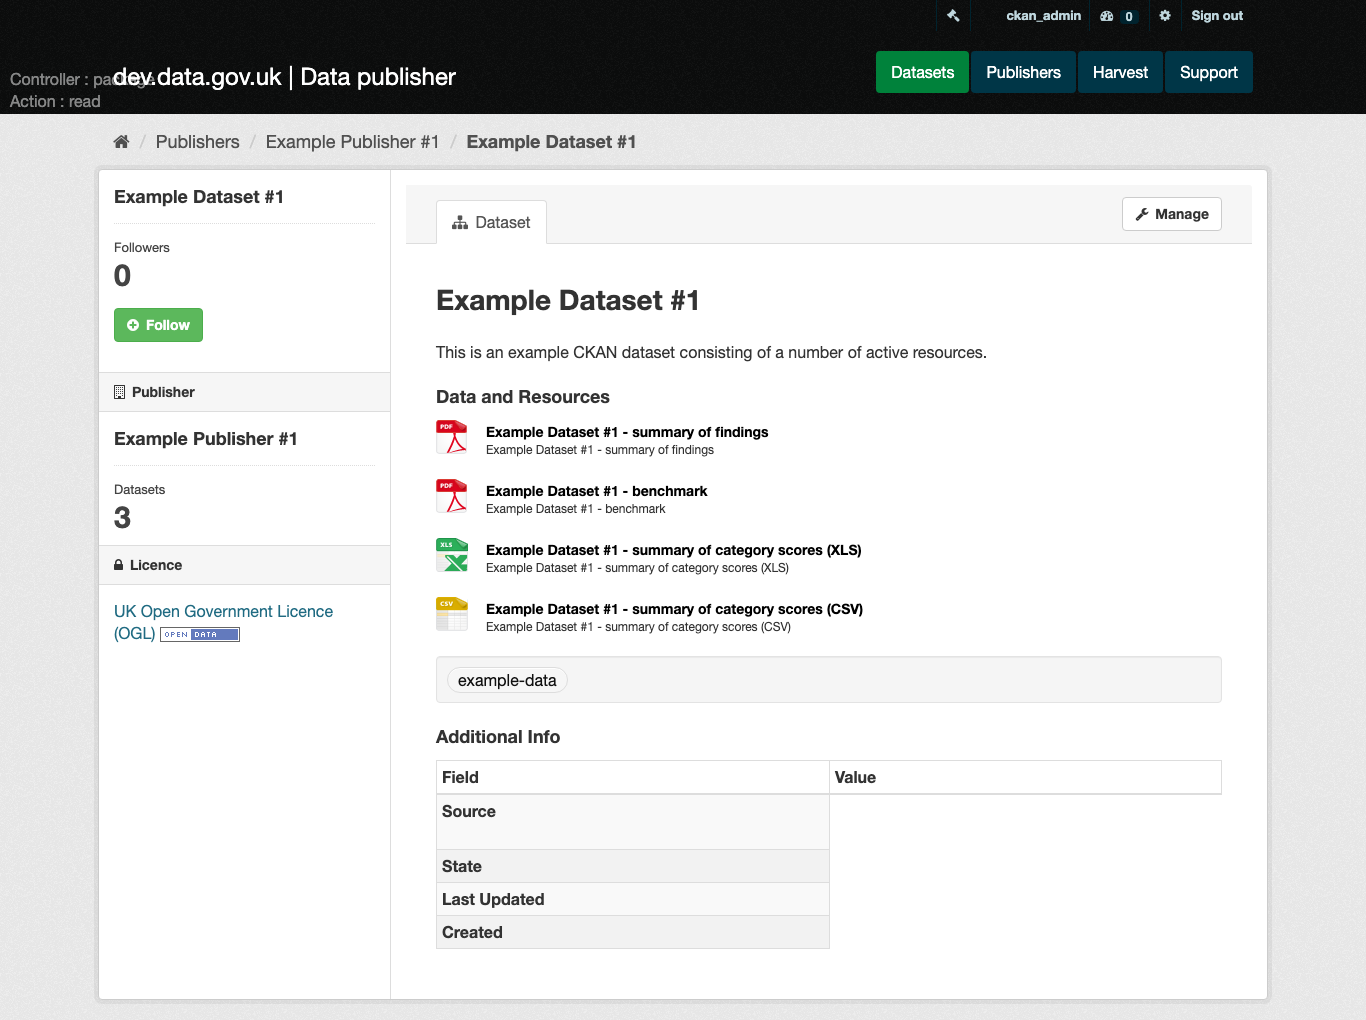 ckan_admin 0 Sign out
Controller : package
dev.data.gov.uk | Data publisher
Action : read
Datasets Publishers Harvest Support
/ Publishers / Example Publisher #1 / Example Dataset #1
Example Dataset #1
Followers
0
Follow
Publisher
Example Publisher #1
Datasets
3
Licence
UK Open Government Licence
(OGL) OPEN DATA
Dataset
Manage
Example Dataset #1
This is an example CKAN dataset consisting of a number of active resources.
Data and Resources
PDF
Example Dataset #1 - summary of findings
Example Dataset #1 - summary of findings
PDF
Example Dataset #1 - benchmark
Example Dataset #1 - benchmark
XLS
Example Dataset #1 - summary of category scores (XLS)
Example Dataset #1 - summary of category scores (XLS)
CSV
Example Dataset #1 - summary of category scores (CSV)
Example Dataset #1 - summary of category scores (CSV)
example-data
Additional Info
Field Value
Source
State
Last Updated
Created